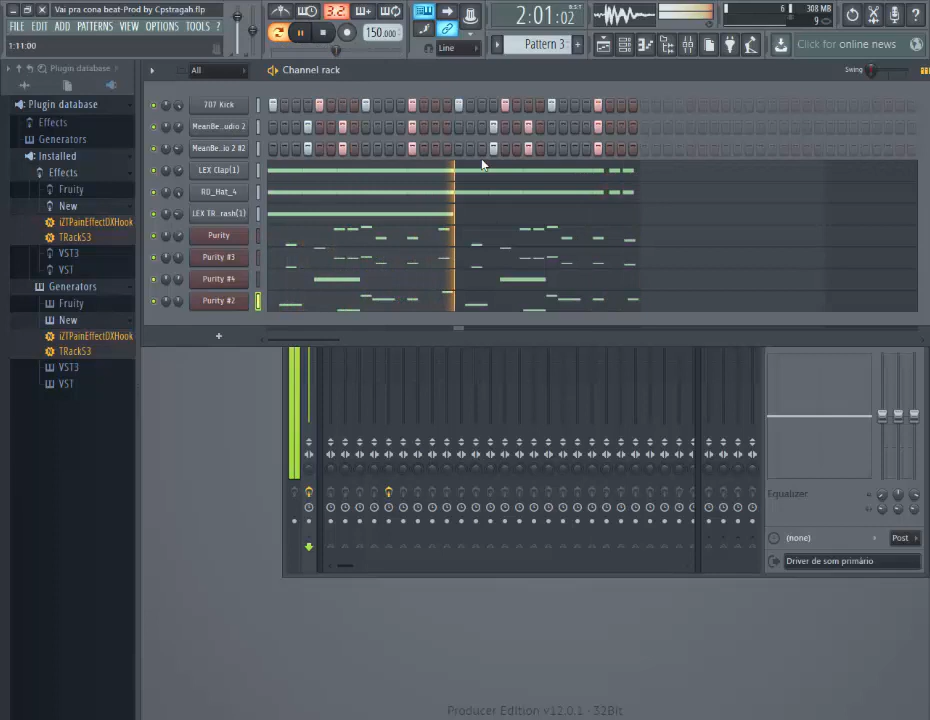 Vai pra cona beat-Prod by Cpstragah.flp
FILE EDIT ADD PATTERNS VIEW OPTIONS TOOLS ?
1:11:00
3.2
150.000
Line
2:01:02
Pattern 3
6
308 MB
9
Click for online news
Plugin database
Plugin database
Effects
Generators
Installed
Effects
Fruity
New
iZTPainEffectDXHook
TRackS3
VST3
VST
Generators
Fruity
New
iZTPainEffectDXHook
TRackS3
VST3
VST
All
Channel rack
Swing
707 Kick
MeanBe..udio 2
MeanBe..io 2 #2
LEX Clap(1)
RD_Hat_4
LEX TR..rash(1)
Purity
Purity #3
Purity #4
Purity #2
+
Equalizer
(none)
Post
Driver de som primário
Producer Edition v12.0.1 - 32Bit